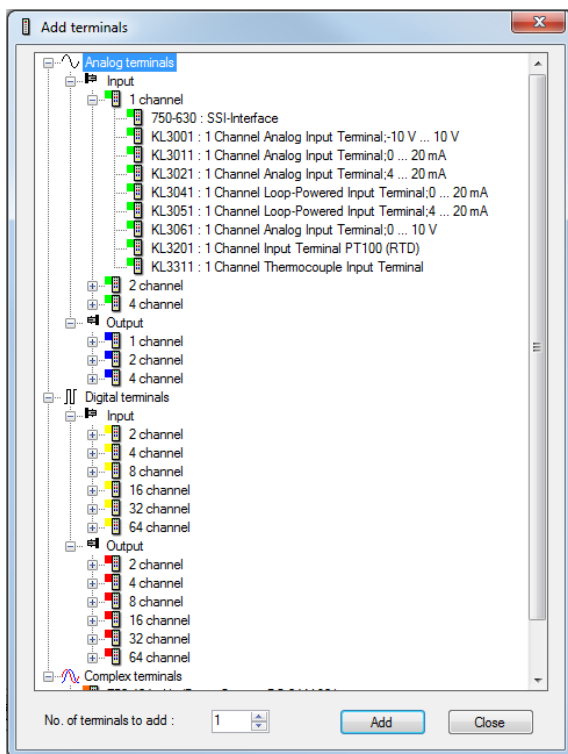 Add terminals
Analog terminals
Input
1 channel
750-630 : SSI-Interface
KL3001 : 1 Channel Analog Input Terminal;-10 V ... 10 V
KL3011 : 1 Channel Analog Input Terminal;0 ... 20 mA
KL3021 : 1 Channel Analog Input Terminal;4 ... 20 mA
KL3041 : 1 Channel Loop-Powered Input Terminal;0 ... 20 mA
KL3051 : 1 Channel Loop-Powered Input Terminal;4 ... 20 mA
KL3061 : 1 Channel Analog Input Terminal;0 ... 10 V
KL3201 : 1 Channel Input Terminal PT100 (RTD)
KL3311 : 1 Channel Thermocouple Input Terminal
2 channel
4 channel
Output
1 channel
2 channel
4 channel
Digital terminals
Input
2 channel
4 channel
8 channel
16 channel
32 channel
64 channel
Output
2 channel
4 channel
8 channel
16 channel
32 channel
64 channel
Complex terminals
No. of terminals to add : 1 Add Close